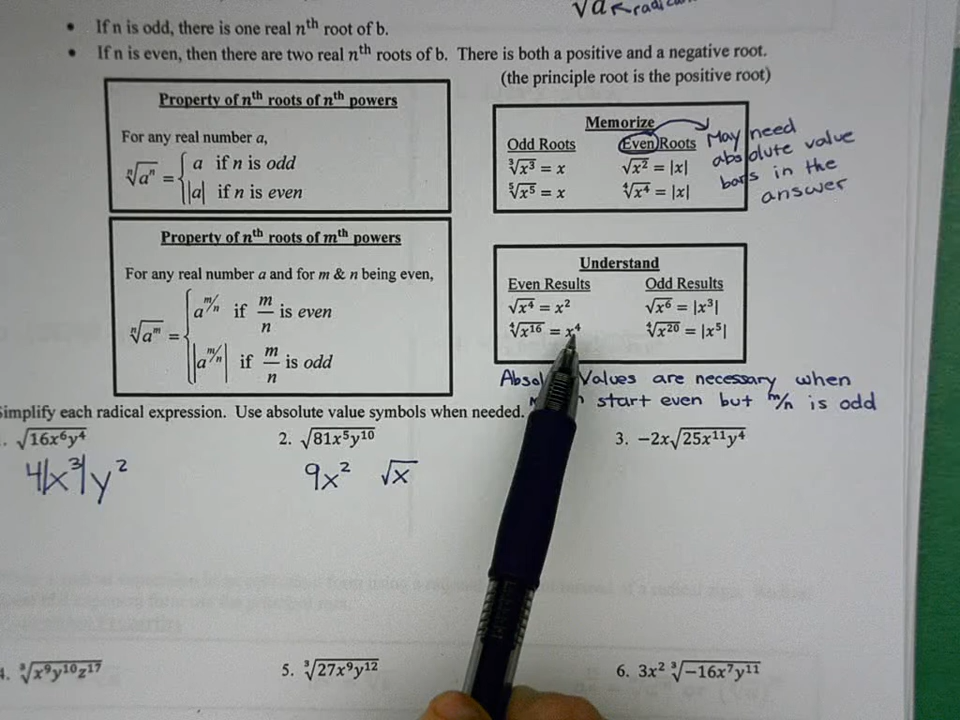 √a ↖
• If n is odd, there is one real nᵗʰ root of b.
• If n is even, then there are two real nᵗʰ roots of b. There is both a positive and a negative root.
(the principle root is the positive root)
Property of nᵗʰ roots of nᵗʰ powers
For any real number a,
ⁿ√aⁿ = { a if n is odd
|a| if n is even
Memorize
Odd Roots Even Roots
³√x³ = x √x² = |x|
⁵√x⁵ = x ⁴√x⁴ = |x|
May need
absolute value
bars in the
answer
Property of nᵗʰ roots of mᵗʰ powers
For any real number a and for m & n being even,
ⁿ√aᵐ = { a^(m/n) if m/n is even
|a^(m/n)| if m/n is odd
Understand
Even Results Odd Results
√x⁴ = x² √x⁶ = |x³|
⁴√x¹⁶ = x⁴ ⁴√x²⁰ = |x⁵|
Values are necessary when
start even but m/n is odd
Simplify each radical expression. Use absolute value symbols when needed.
. √16x⁶y⁴ 2. √81x⁵y¹⁰ 3. −2x√25x¹¹y⁴
4|x³|y² 9x² √x
4. ³√x⁹y¹⁰z¹⁷ 5. ³√27x⁹y¹² 6. 3x² ³√−16x⁷y¹¹